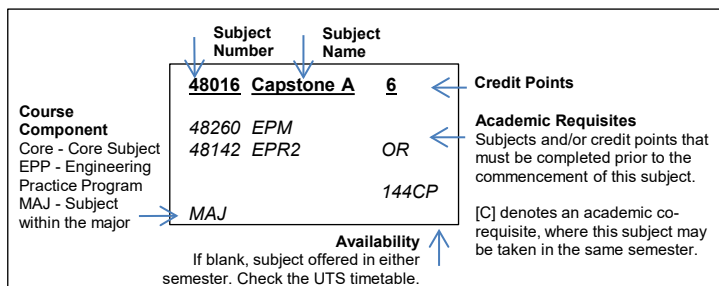 Subject Number
Subject Name
48016 Capstone A 6
Credit Points
48260 EPM
48142 EPR2 OR
144CP
MAJ
Course
Component
Core - Core Subject
EPP - Engineering
Practice Program
MAJ - Subject
within the major
Academic Requisites
Subjects and/or credit points that
must be completed prior to the
commencement of this subject.
[C] denotes an academic co-
requisite, where this subject may
be taken in the same semester.
Availability
If blank, subject offered in either
semester. Check the UTS timetable.